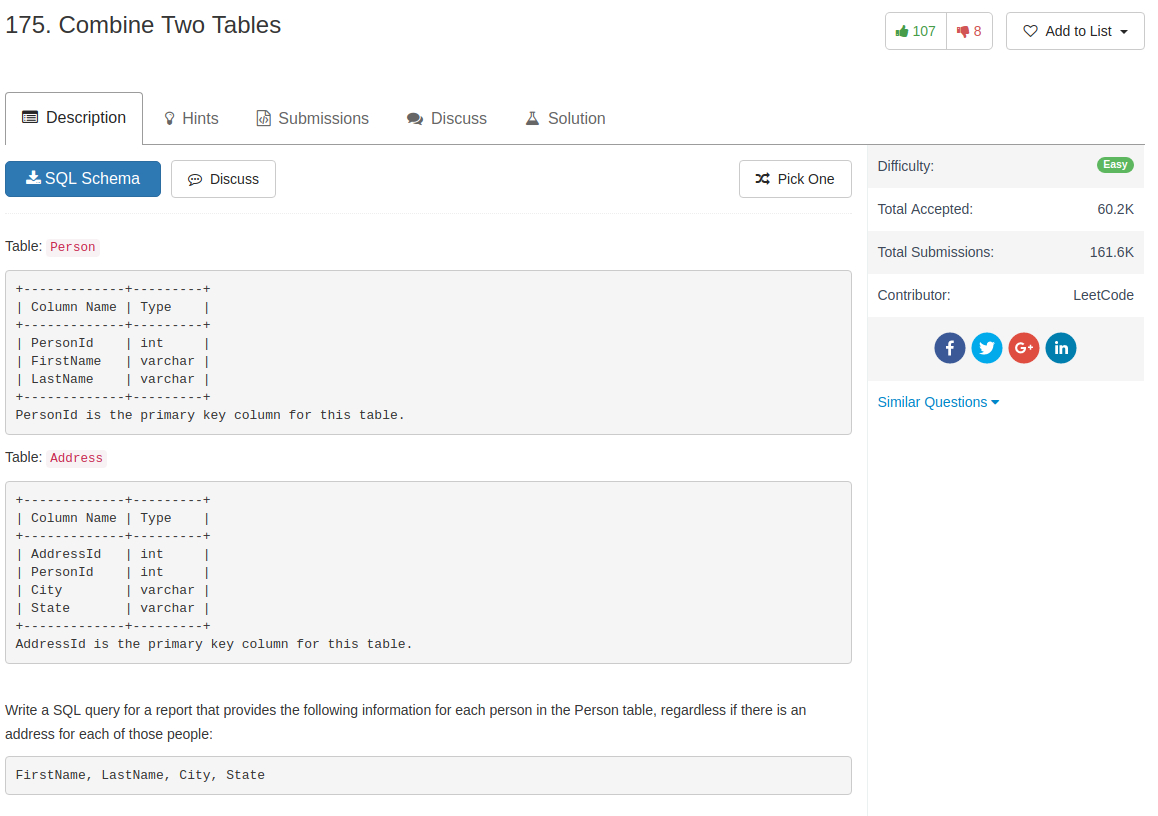 175. Combine Two Tables
107
8
Add to List
Description
Hints
Submissions
Discuss
Solution
SQL Schema
Discuss
Pick One
Table: Person
+-------------+---------+
| Column Name | Type    |
+-------------+---------+
| PersonId    | int     |
| FirstName   | varchar |
| LastName    | varchar |
+-------------+---------+
PersonId is the primary key column for this table.
Table: Address
+-------------+---------+
| Column Name | Type    |
+-------------+---------+
| AddressId   | int     |
| PersonId    | int     |
| City        | varchar |
| State       | varchar |
+-------------+---------+
AddressId is the primary key column for this table.
Write a SQL query for a report that provides the following information for each person in the Person table, regardless if there is an
address for each of those people:
FirstName, LastName, City, State
Difficulty:
Easy
Total Accepted:
60.2K
Total Submissions:
161.6K
Contributor:
LeetCode
f
G+
in
Similar Questions